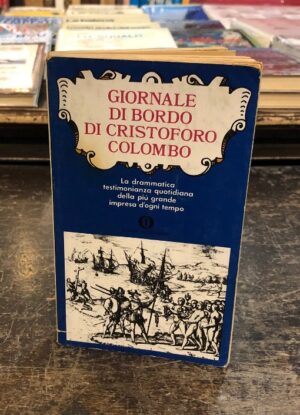 GIORNALE
DI BORDO
DI CRISTOFORO
COLOMBO
La drammatica
testimonianza quotidiana
della più grande
impresa d'ogni tempo